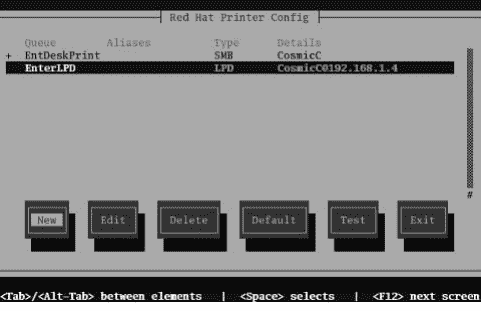 Red Hat Printer Config
Queue Aliases Type Details
+ EntDeskPrint SMB CosmicC
EnterLPD LPD CosmicC@192.168.1.4
#
New Edit Delete Default Test Exit
<Tab>/<Alt-Tab> between elements | <Space> selects | <F12> next screen